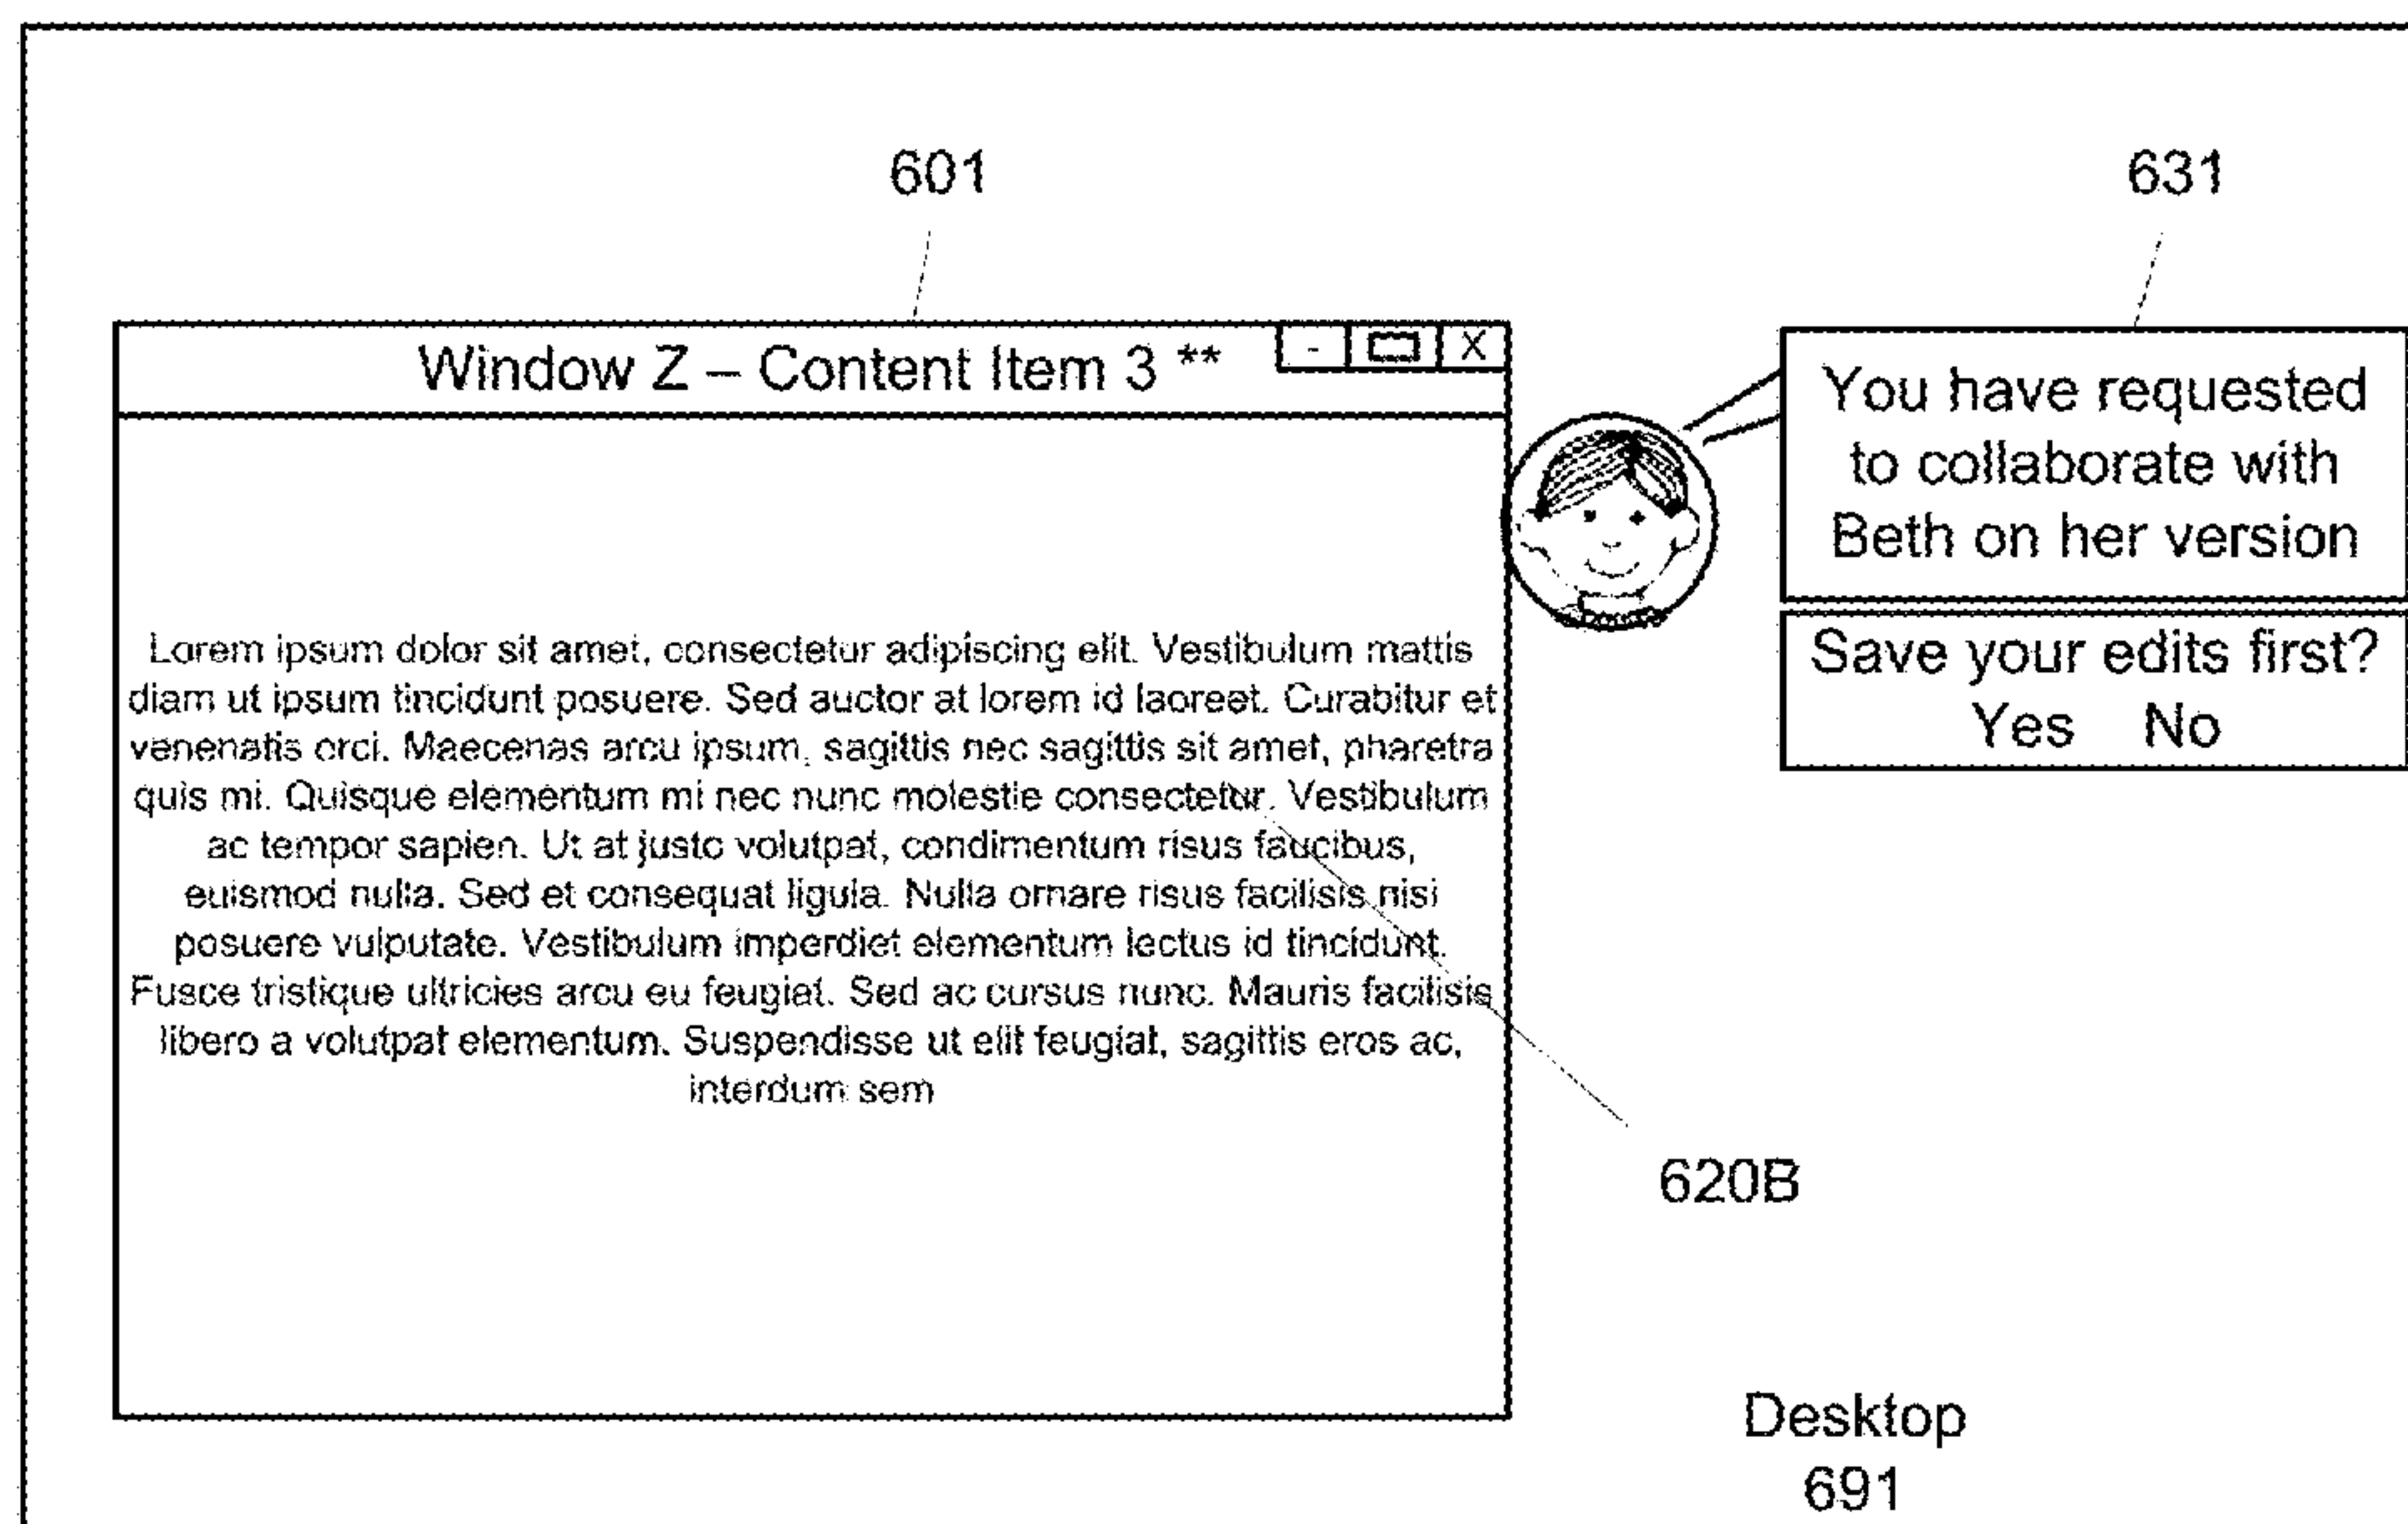 601
631
Window Z – Content Item 3 **
-
X
You have requested
to collaborate with
Beth on her version
Save your edits first?
Yes No
Lorem ipsum dolor sit amet, consectetur adipiscing elit. Vestibulum mattis
diam ut ipsum tincidunt posuere. Sed auctor at lorem id laoreet. Curabitur et
venenatis orci. Maecenas arcu ipsum, sagittis nec sagittis sit amet, pharetra
quis mi. Quisque elementum mi nec nunc molestie consectetur. Vestibulum
ac tempor sapien. Ut at justo volutpat, condimentum risus faucibus,
euismod nulla. Sed et consequat ligula. Nulla ornare risus facilisis nisi
posuere vulputate. Vestibulum imperdiet elementum lectus id tincidunt.
Fusce tristique ultricies arcu eu feugiat. Sed ac cursus nunc. Mauris facilisis
libero a volutpat elementum. Suspendisse ut elit feugiat, sagittis eros ac,
interdum sem
620B
Desktop
691